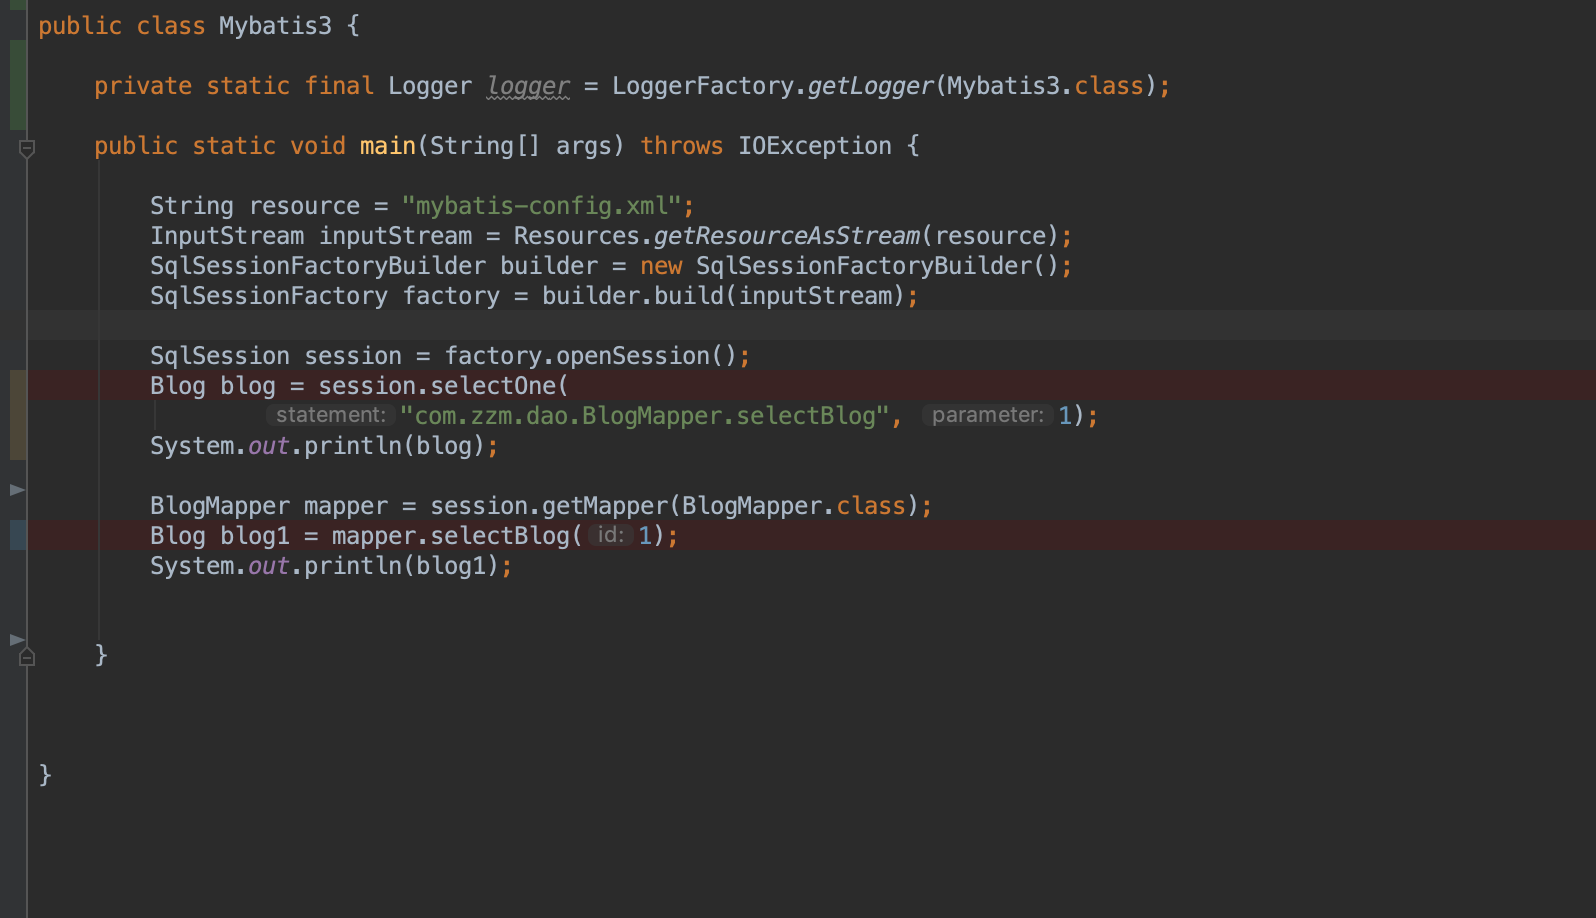 public class Mybatis3 {
private static final Logger logger = LoggerFactory.getLogger(Mybatis3.class);
public static void main(String[] args) throws IOException {
String resource = "mybatis-config.xml";
InputStream inputStream = Resources.getResourceAsStream(resource);
SqlSessionFactoryBuilder builder = new SqlSessionFactoryBuilder();
SqlSessionFactory factory = builder.build(inputStream);
SqlSession session = factory.openSession();
Blog blog = session.selectOne(
statement: "com.zzm.dao.BlogMapper.selectBlog", parameter: 1);
System.out.println(blog);
BlogMapper mapper = session.getMapper(BlogMapper.class);
Blog blog1 = mapper.selectBlog( id: 1);
System.out.println(blog1);
}
}